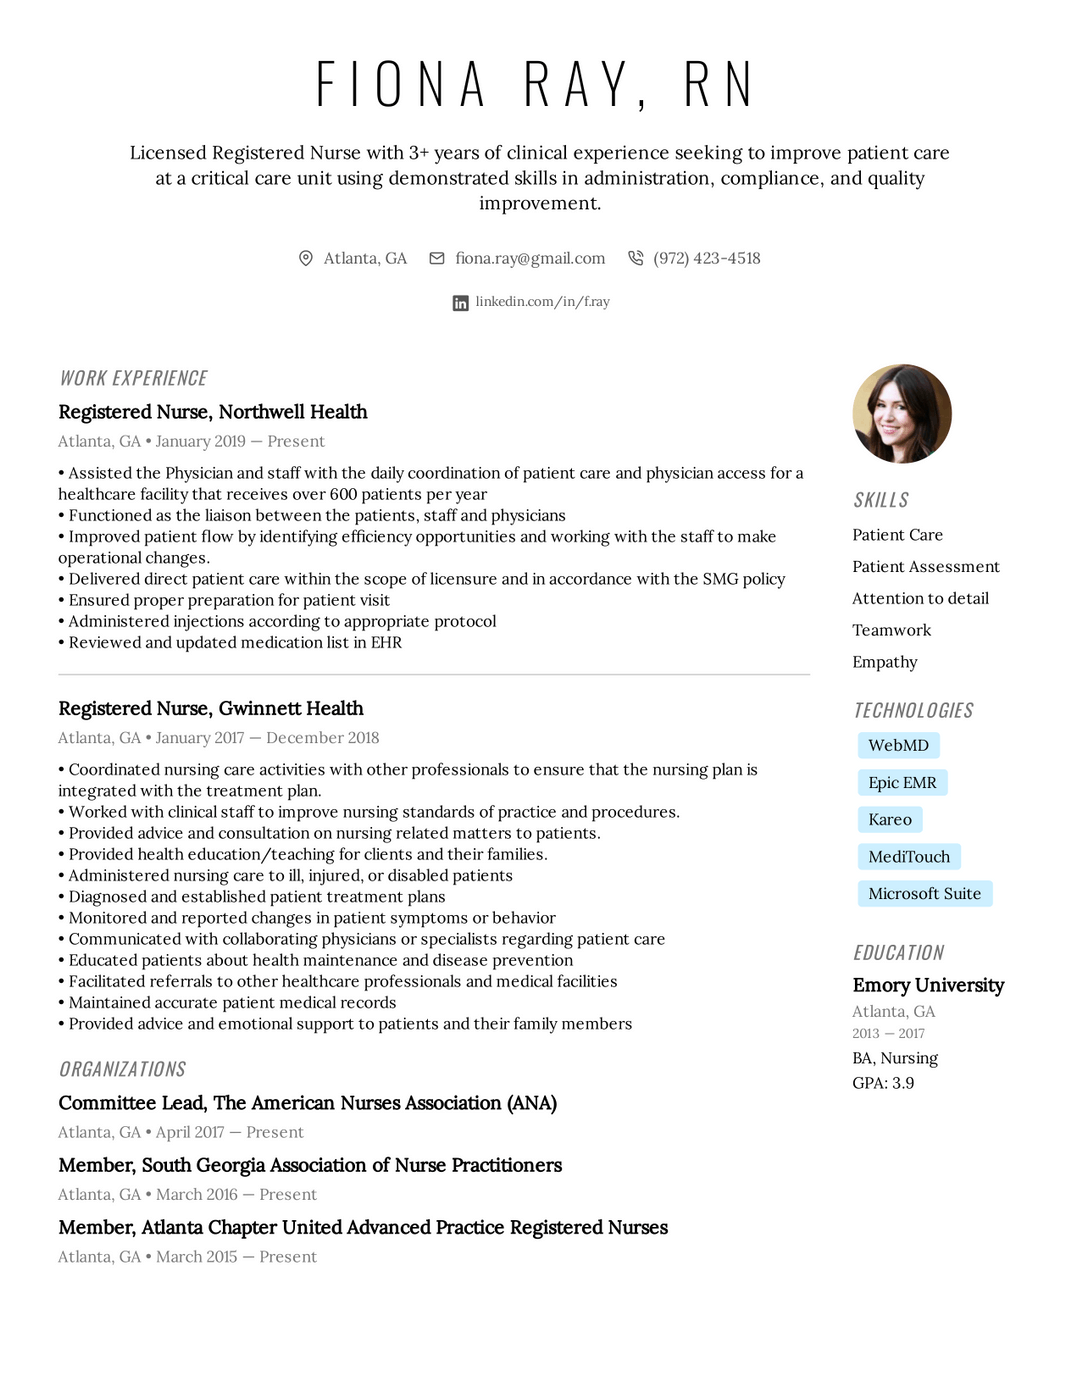 FIONA RAY, RN
Licensed Registered Nurse with 3+ years of clinical experience seeking to improve patient care
at a critical care unit using demonstrated skills in administration, compliance, and quality
improvement.
Atlanta, GA fiona.ray@gmail.com (972) 423-4518
linkedin.com/in/f.ray
WORK EXPERIENCE
Registered Nurse, Northwell Health
Atlanta, GA • January 2019 — Present
• Assisted the Physician and staff with the daily coordination of patient care and physician access for a
healthcare facility that receives over 600 patients per year
• Functioned as the liaison between the patients, staff and physicians
• Improved patient flow by identifying efficiency opportunities and working with the staff to make
operational changes.
• Delivered direct patient care within the scope of licensure and in accordance with the SMG policy
• Ensured proper preparation for patient visit
• Administered injections according to appropriate protocol
• Reviewed and updated medication list in EHR
Registered Nurse, Gwinnett Health
Atlanta, GA • January 2017 — December 2018
• Coordinated nursing care activities with other professionals to ensure that the nursing plan is
integrated with the treatment plan.
• Worked with clinical staff to improve nursing standards of practice and procedures.
• Provided advice and consultation on nursing related matters to patients.
• Provided health education/teaching for clients and their families.
• Administered nursing care to ill, injured, or disabled patients
• Diagnosed and established patient treatment plans
• Monitored and reported changes in patient symptoms or behavior
• Communicated with collaborating physicians or specialists regarding patient care
• Educated patients about health maintenance and disease prevention
• Facilitated referrals to other healthcare professionals and medical facilities
• Maintained accurate patient medical records
• Provided advice and emotional support to patients and their family members
ORGANIZATIONS
Committee Lead, The American Nurses Association (ANA)
Atlanta, GA • April 2017 — Present
Member, South Georgia Association of Nurse Practitioners
Atlanta, GA • March 2016 — Present
Member, Atlanta Chapter United Advanced Practice Registered Nurses
Atlanta, GA • March 2015 — Present
SKILLS
Patient Care
Patient Assessment
Attention to detail
Teamwork
Empathy
TECHNOLOGIES
WebMD
Epic EMR
Kareo
MediTouch
Microsoft Suite
EDUCATION
Emory University
Atlanta, GA
2013 — 2017
BA, Nursing
GPA: 3.9